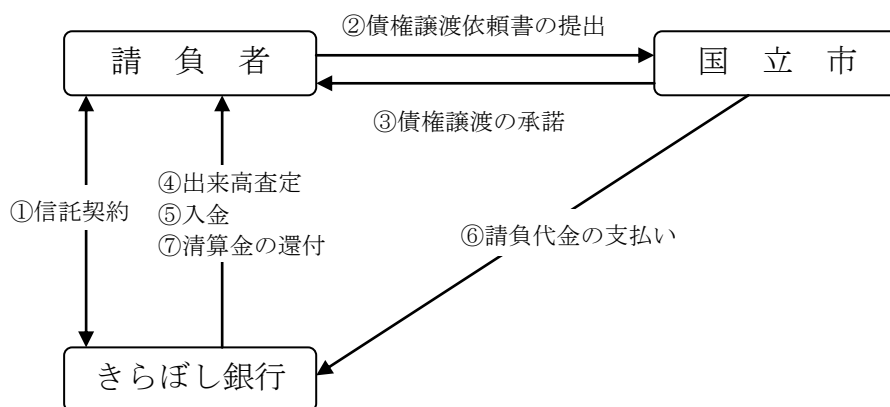 ②債権譲渡依頼書の提出
請負者
国立市
③債権譲渡の承諾
①信託契約
④出来高査定
⑤入金
⑦清算金の還付
⑥請負代金の支払い
きらぼし銀行